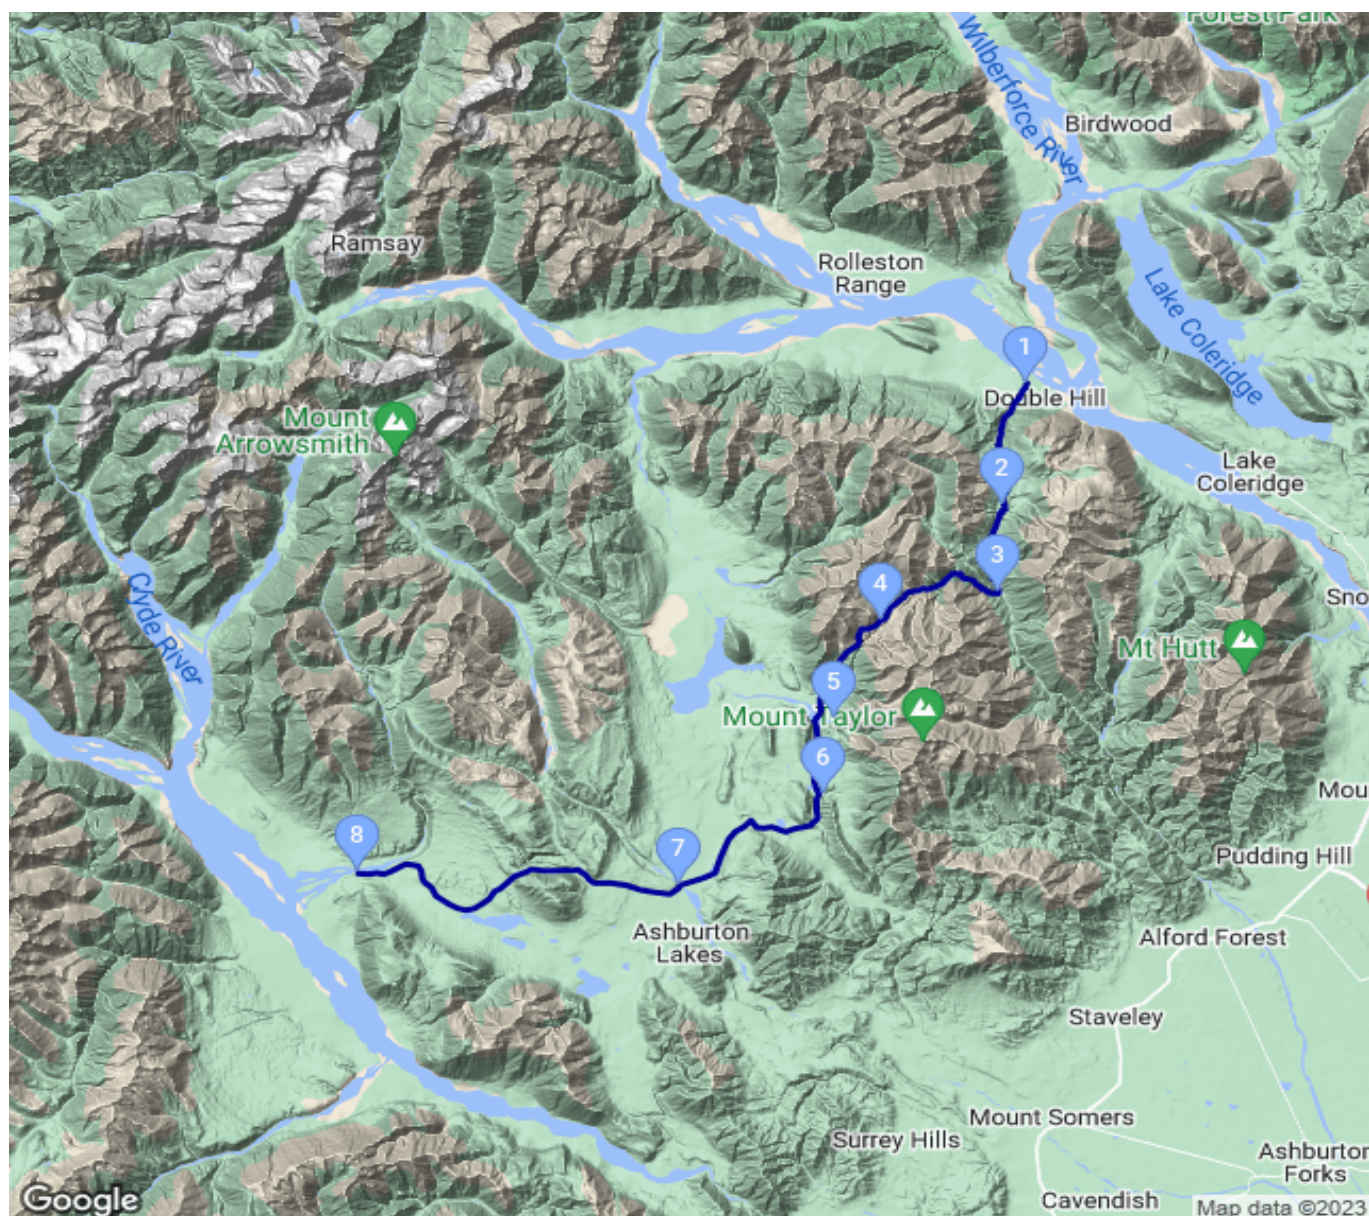 Forest Park
Wilberforce River
Birdwood
Ramsay
Rolleston
Range
Lake Coleridge
1
Double Hill
Mount
Arrowsmith
2
Lake
Coleridge
3
Clyde River
4
Sno
Mt Hutt
5
Mount Taylor
6
Mou
8
7
Pudding Hill
Ashburton
Lakes
Alford Forest
Staveley
Mount Somers
Surrey Hills
Ashburton
Forks
Cavendish
Google
Map data ©2023